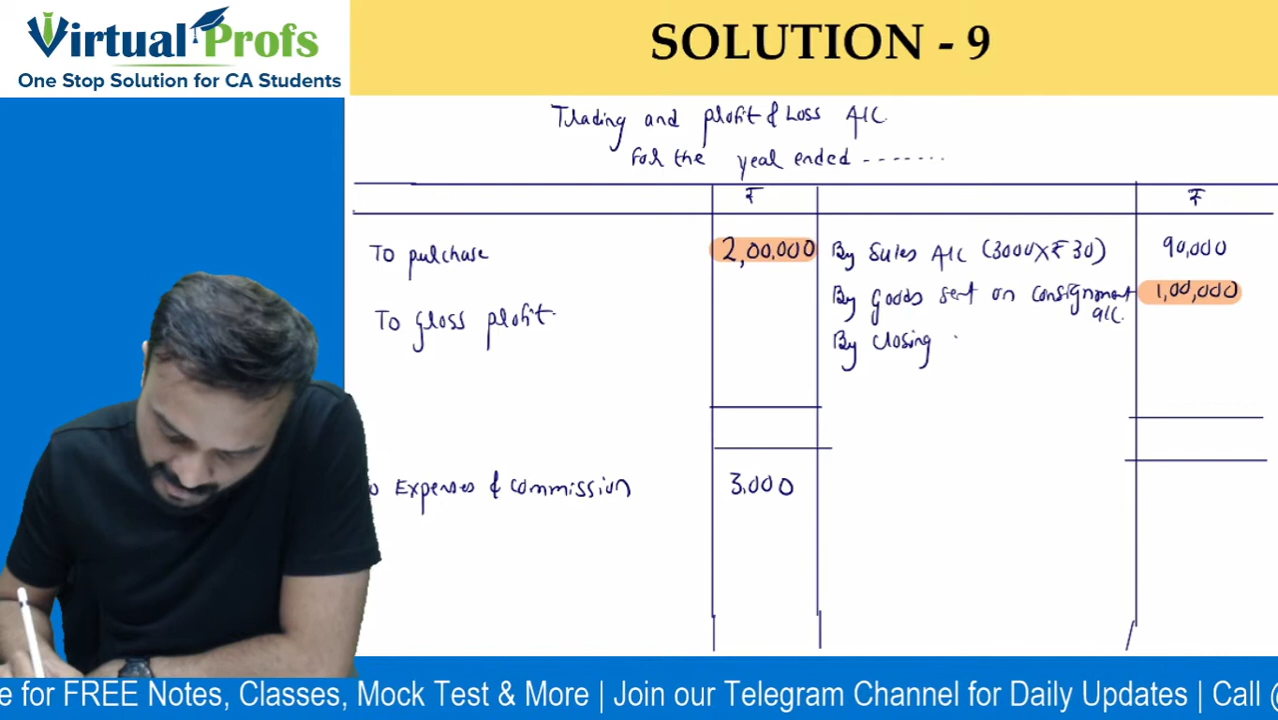 Virtual Profs
One Stop Solution for CA Students
SOLUTION - 9
Trading and profit & Loss A/C
for the year ended --------
₹ ₹
To purchase 2,00,000 By Sales A/C (3000X₹30) 90,000
To Gross profit By goods sent on consignment a/c. 1,00,000
By closing
Expenses & commission 3,000
e for FREE Notes, Classes, Mock Test & More | Join our Telegram Channel for Daily Updates | Call @